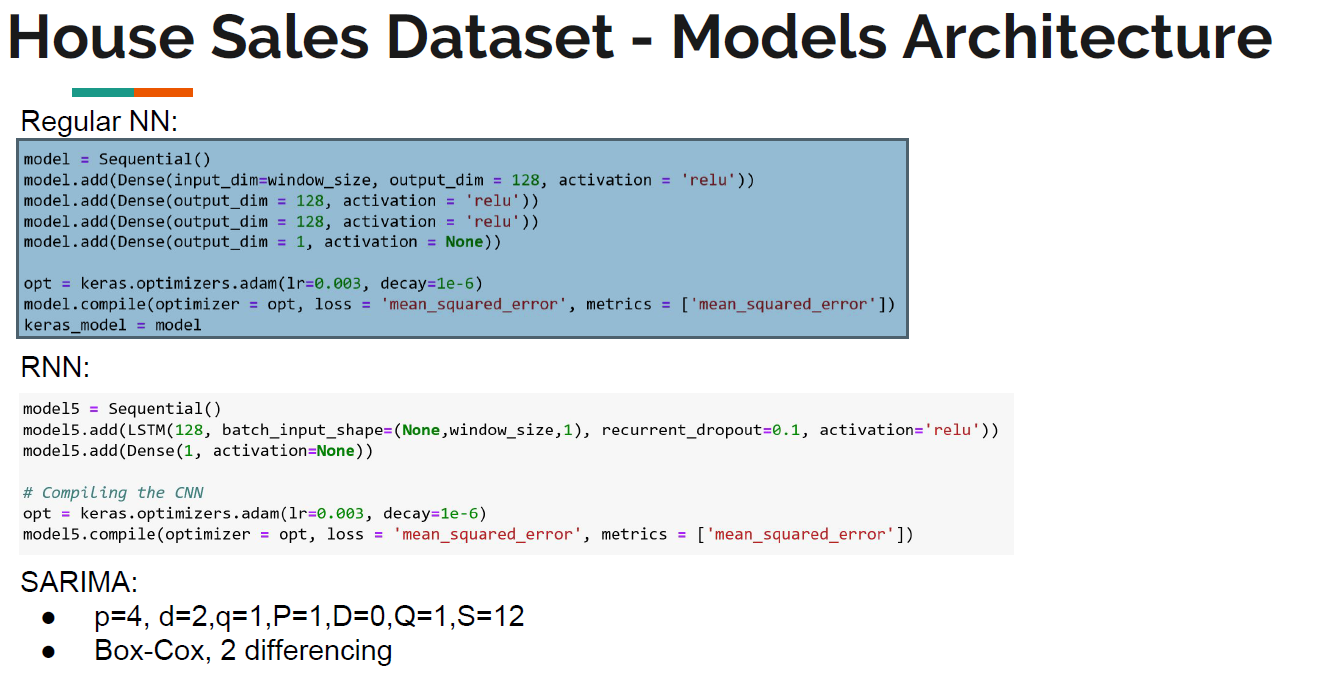 House Sales Dataset - Models Architecture
Regular NN:
model = Sequential()
model.add(Dense(input_dim=window_size, output_dim = 128, activation = 'relu'))
model.add(Dense(output_dim = 128, activation = 'relu'))
model.add(Dense(output_dim = 128, activation = 'relu'))
model.add(Dense(output_dim = 1, activation = None))
opt = keras.optimizers.adam(lr=0.003, decay=1e-6)
model.compile(optimizer = opt, loss = 'mean_squared_error', metrics = ['mean_squared_error'])
keras_model = model
RNN:
model5 = Sequential()
model5.add(LSTM(128, batch_input_shape=(None,window_size,1), recurrent_dropout=0.1, activation='relu'))
model5.add(Dense(1, activation=None))
# Compiling the CNN
opt = keras.optimizers.adam(lr=0.003, decay=1e-6)
model5.compile(optimizer = opt, loss = 'mean_squared_error', metrics = ['mean_squared_error'])
SARIMA:
● p=4, d=2,q=1,P=1,D=0,Q=1,S=12
● Box-Cox, 2 differencing